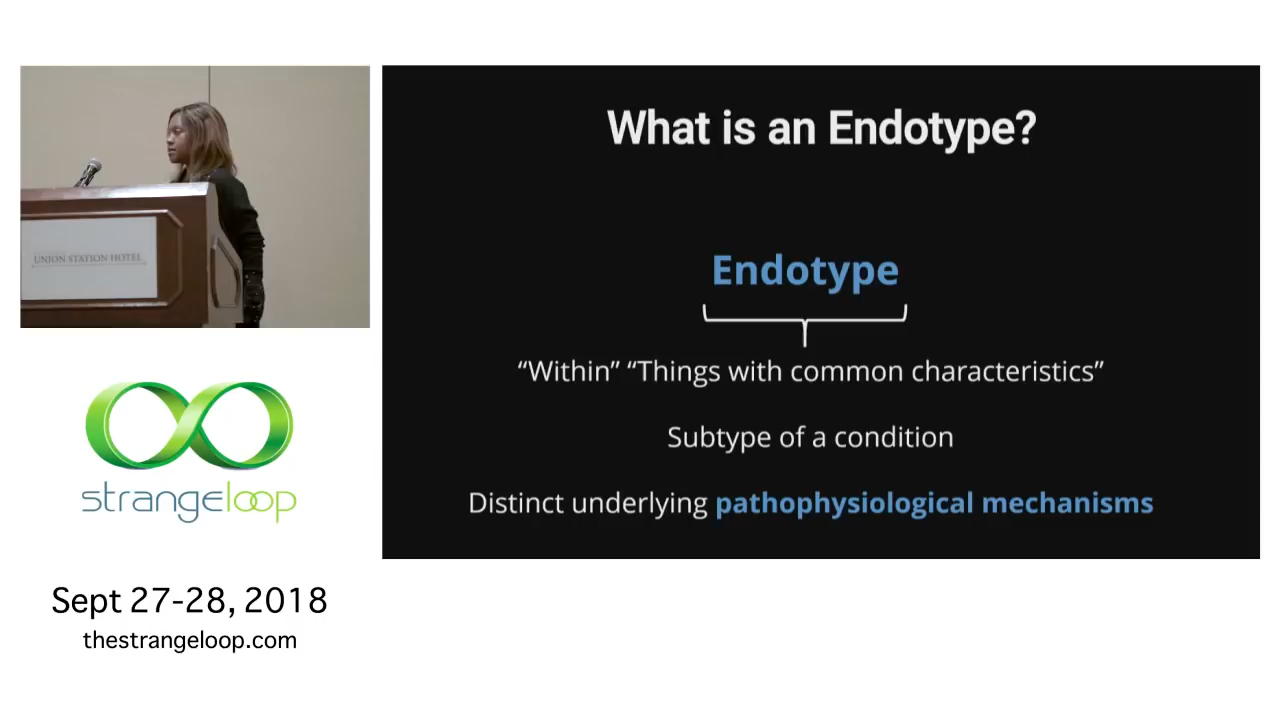 What is an Endotype?
Endotype
“Within” “Things with common characteristics”
Subtype of a condition
Distinct underlying pathophysiological mechanisms
UNION STATION HOTEL
strangeloop
Sept 27-28, 2018
thestrangeloop.com